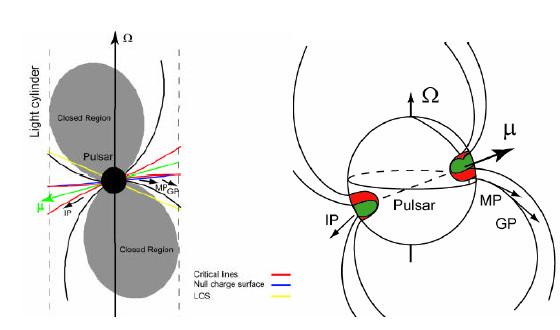 Ω
Light cylinder
Closed Region
Pulsar
MP
GP
μ
IP
Closed Region
Critical lines
Null charge surface
LCS
Ω
μ
MP
IP
Pulsar
GP